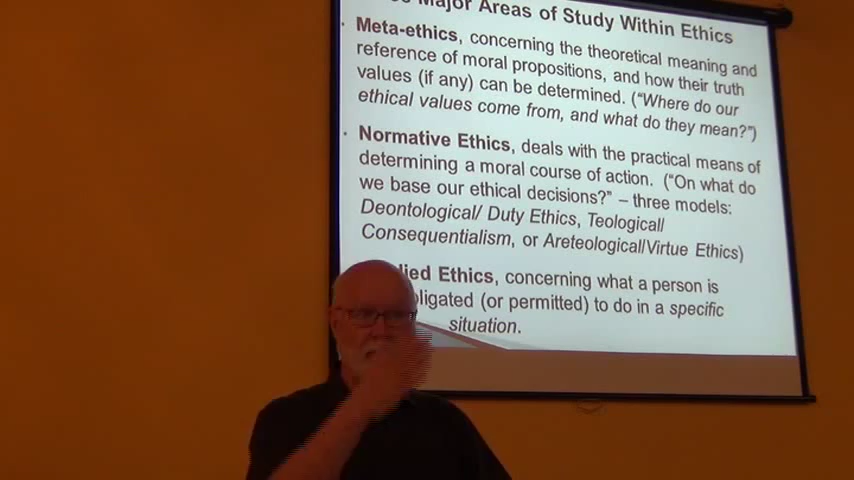 Major Areas of Study Within Ethics
• Meta-ethics, concerning the theoretical meaning and
reference of moral propositions, and how their truth
values (if any) can be determined. (“Where do our
ethical values come from, and what do they mean?”)
• Normative Ethics, deals with the practical means of
determining a moral course of action. (“On what do
we base our ethical decisions?” – three models:
Deontological/ Duty Ethics, Teological/
Consequentialism, or Areteological/Virtue Ethics)
Ethics, concerning what a person is
(or permitted) to do in a specific
situation.